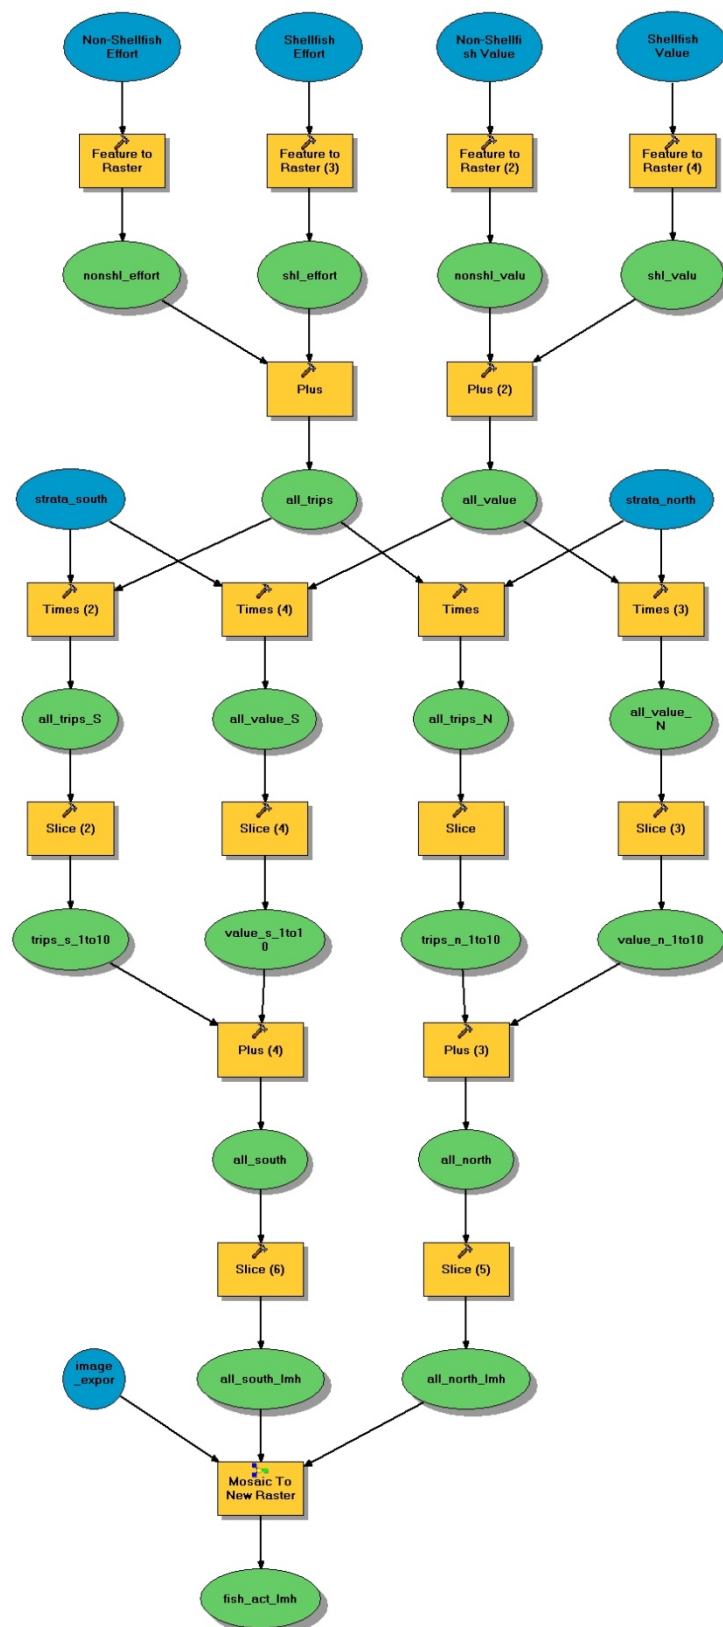 Non-Shellfish
Effort
Shellfish
Effort
Non-Shellfi
sh Value
Shellfish
Value
Feature to
Raster
Feature to
Raster (3)
Feature to
Raster (2)
Feature to
Raster (4)
nonshl_effort
shl_effort
nonshl_valu
shl_valu
Plus
Plus (2)
strata_south
all_trips
all_value
strata_north
Times (2)
Times (4)
Times
Times (3)
all_trips_S
all_value_S
all_trips_N
all_value_
N
Slice (2)
Slice (4)
Slice
Slice (3)
trips_s_1to10
value_s_1to1
0
trips_n_1to10
value_n_1to10
Plus (4)
Plus (3)
all_south
all_north
Slice (6)
Slice (5)
image
_expor
all_south_lmh
all_north_lmh
Mosaic To
New Raster
fish_act_lmh